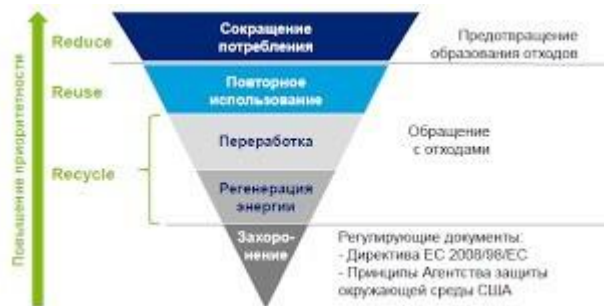 Повышение приоритетности
Reduce
Сокращение
потребления
Предотвращение
образования отходов
Reuse
Повторное
использование
Recycle
Переработка
Обращение
с отходами
Регенерация
энергии
Захоро-
нение
Регулирующие документы:
- Директива ЕС 2008/98/ЕС
- Принципы Агентства защиты
окружающей среды США